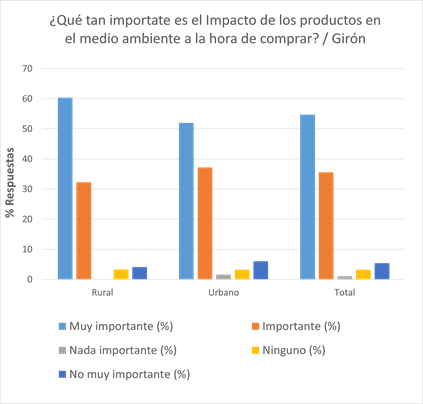 ¿Qué tan importate es el Impacto de los productos en
el medio ambiente a la hora de comprar? / Girón
% Respuestas
70
60
50
40
30
20
10
0
Rural
Urbano
Total
Muy importante (%)
Importante (%)
Nada importante (%)
Ninguno (%)
No muy importante (%)